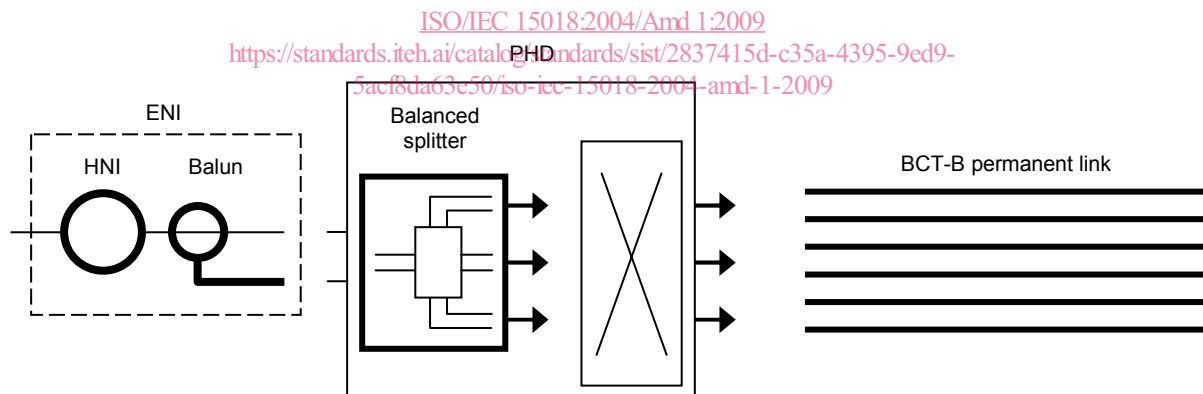 ISO/IEC 15018:2004/Amd 1:2009
https://standards.iteh.ai/catalog/standards/sist/2837415d-c35a-4395-9ed9-
PHD
5acf8da63e50/iso-iec-15018-2004-amd-1-2009
ENI
Balanced
splitter
HNI
Balun
BCT-B permanent link